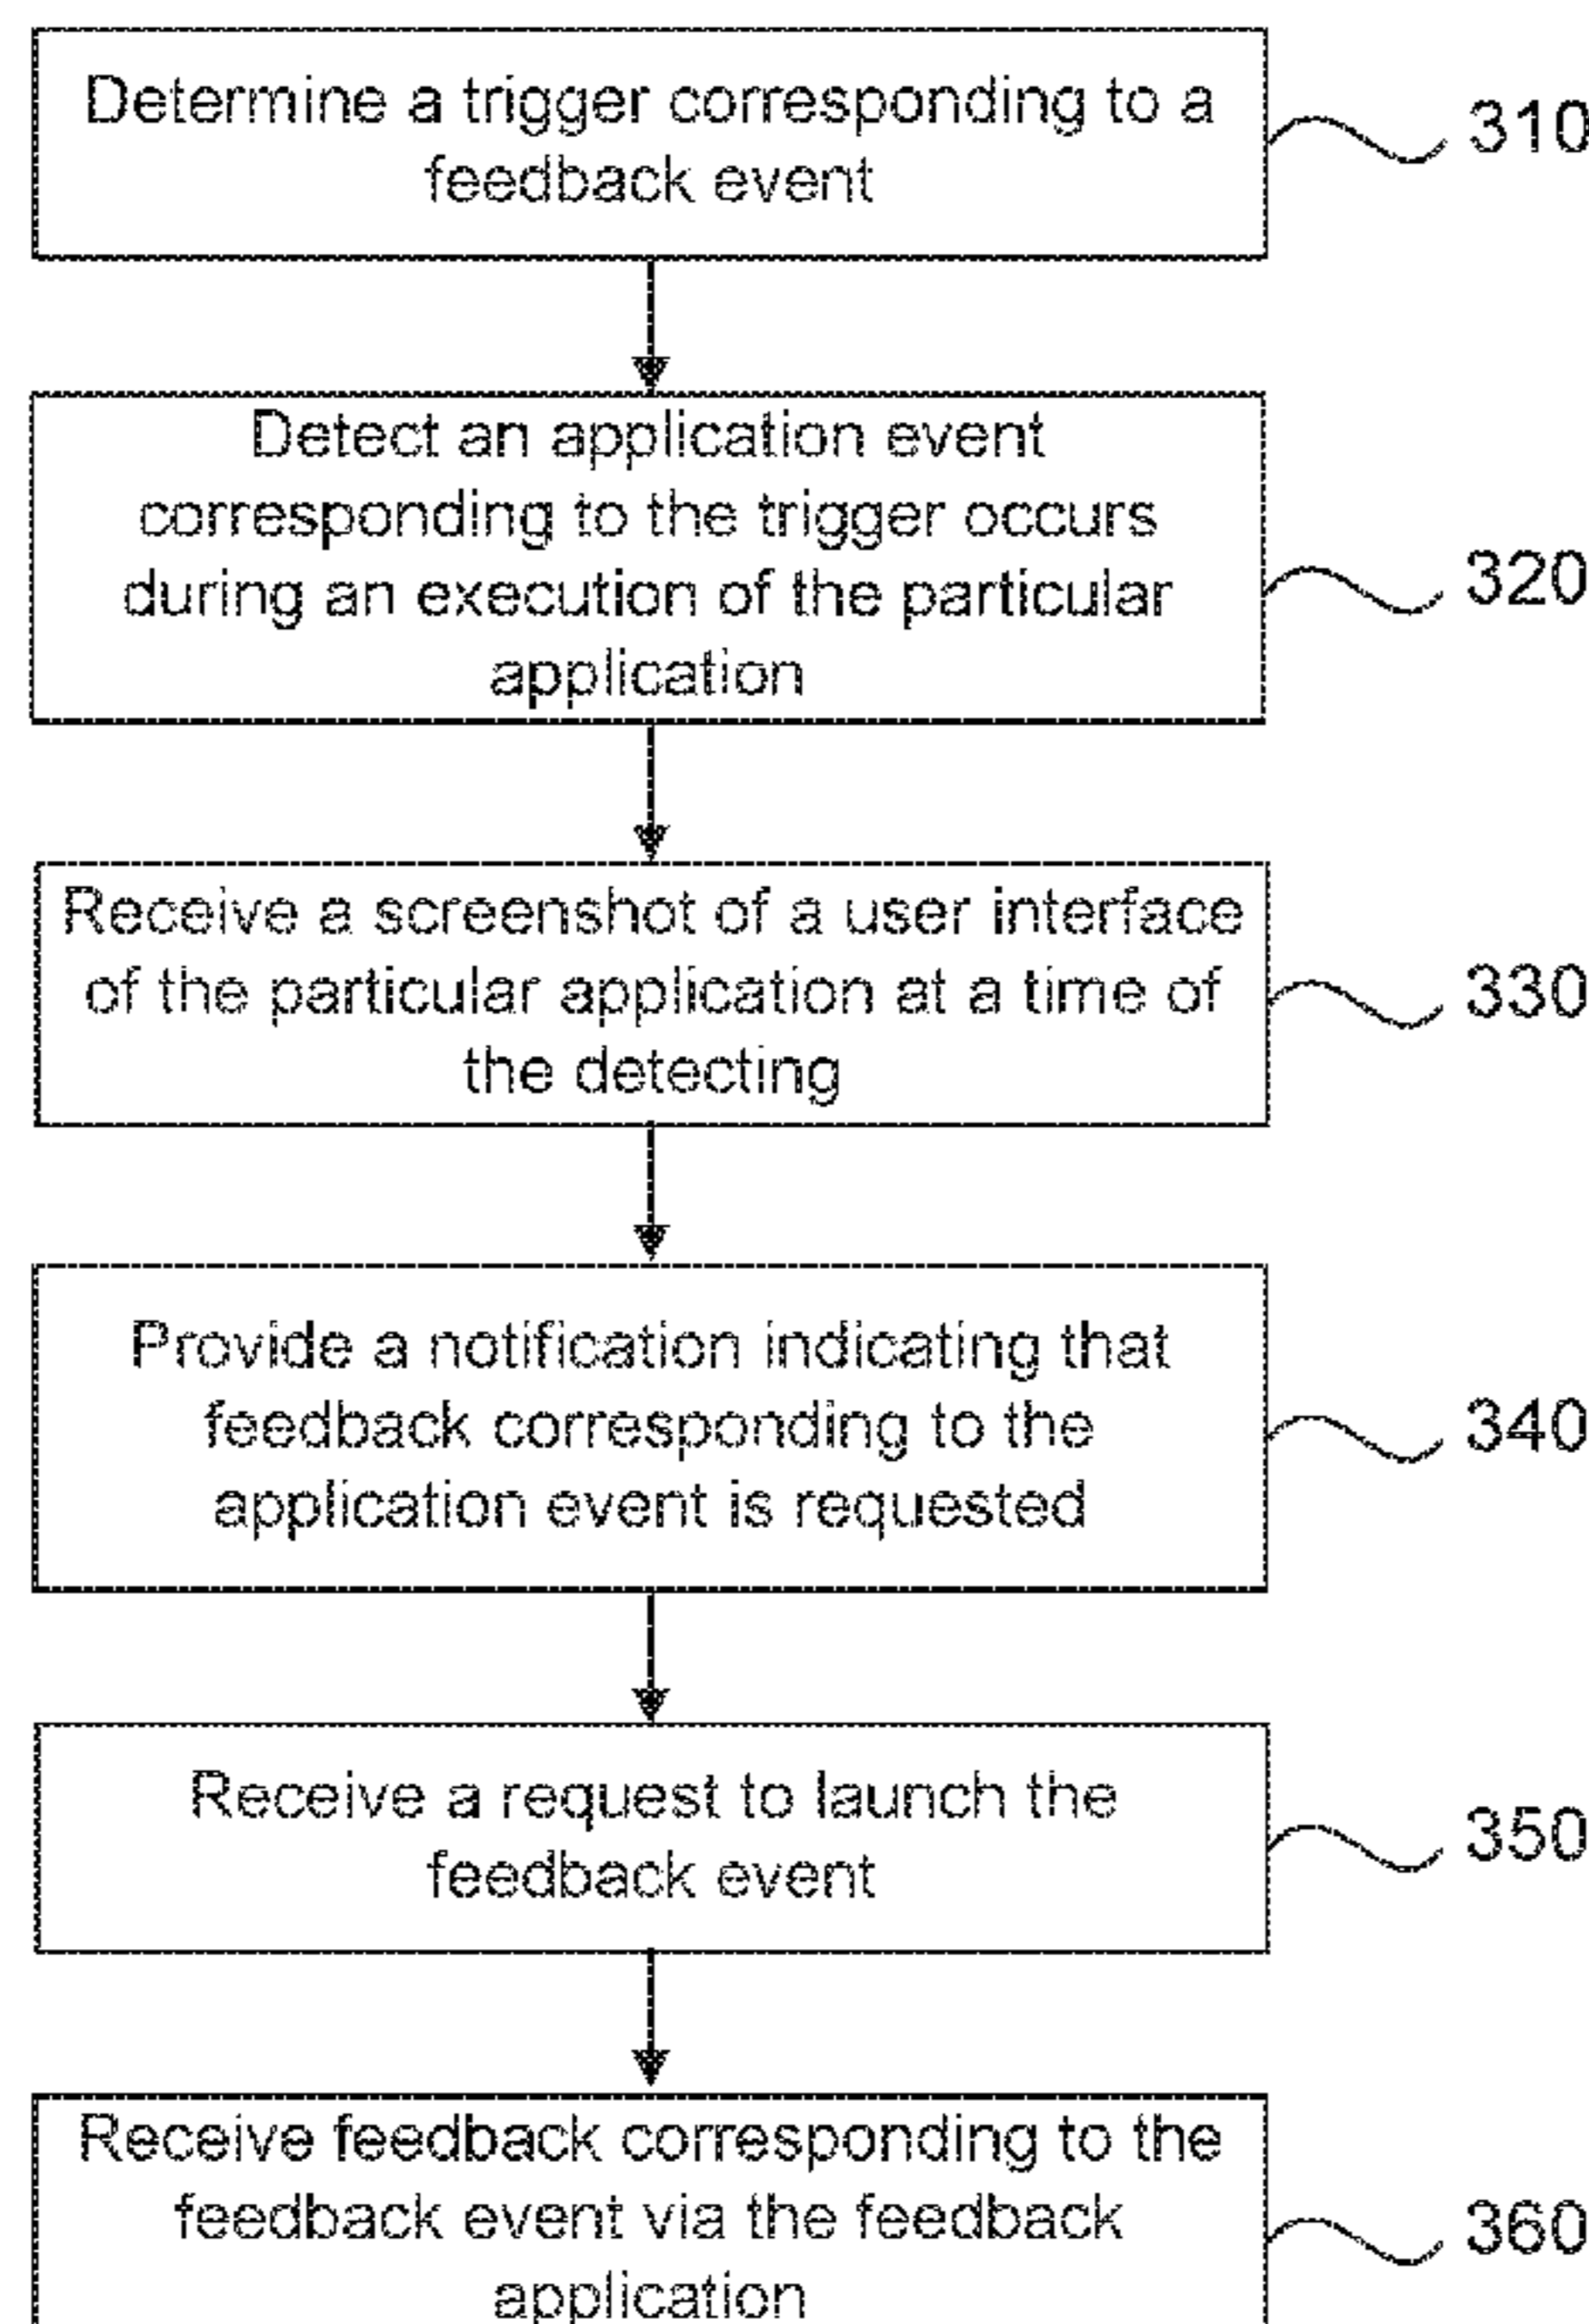 Determine a trigger corresponding to a
feedback event
310
Detect an application event
corresponding to the trigger occurs
during an execution of the particular
application
320
Receive a screenshot of a user interface
of the particular application at a time of
the detecting
330
Provide a notification indicating that
feedback corresponding to the
application event is requested
340
Receive a request to launch the
feedback event
350
Receive feedback corresponding to the
feedback event via the feedback
application
360